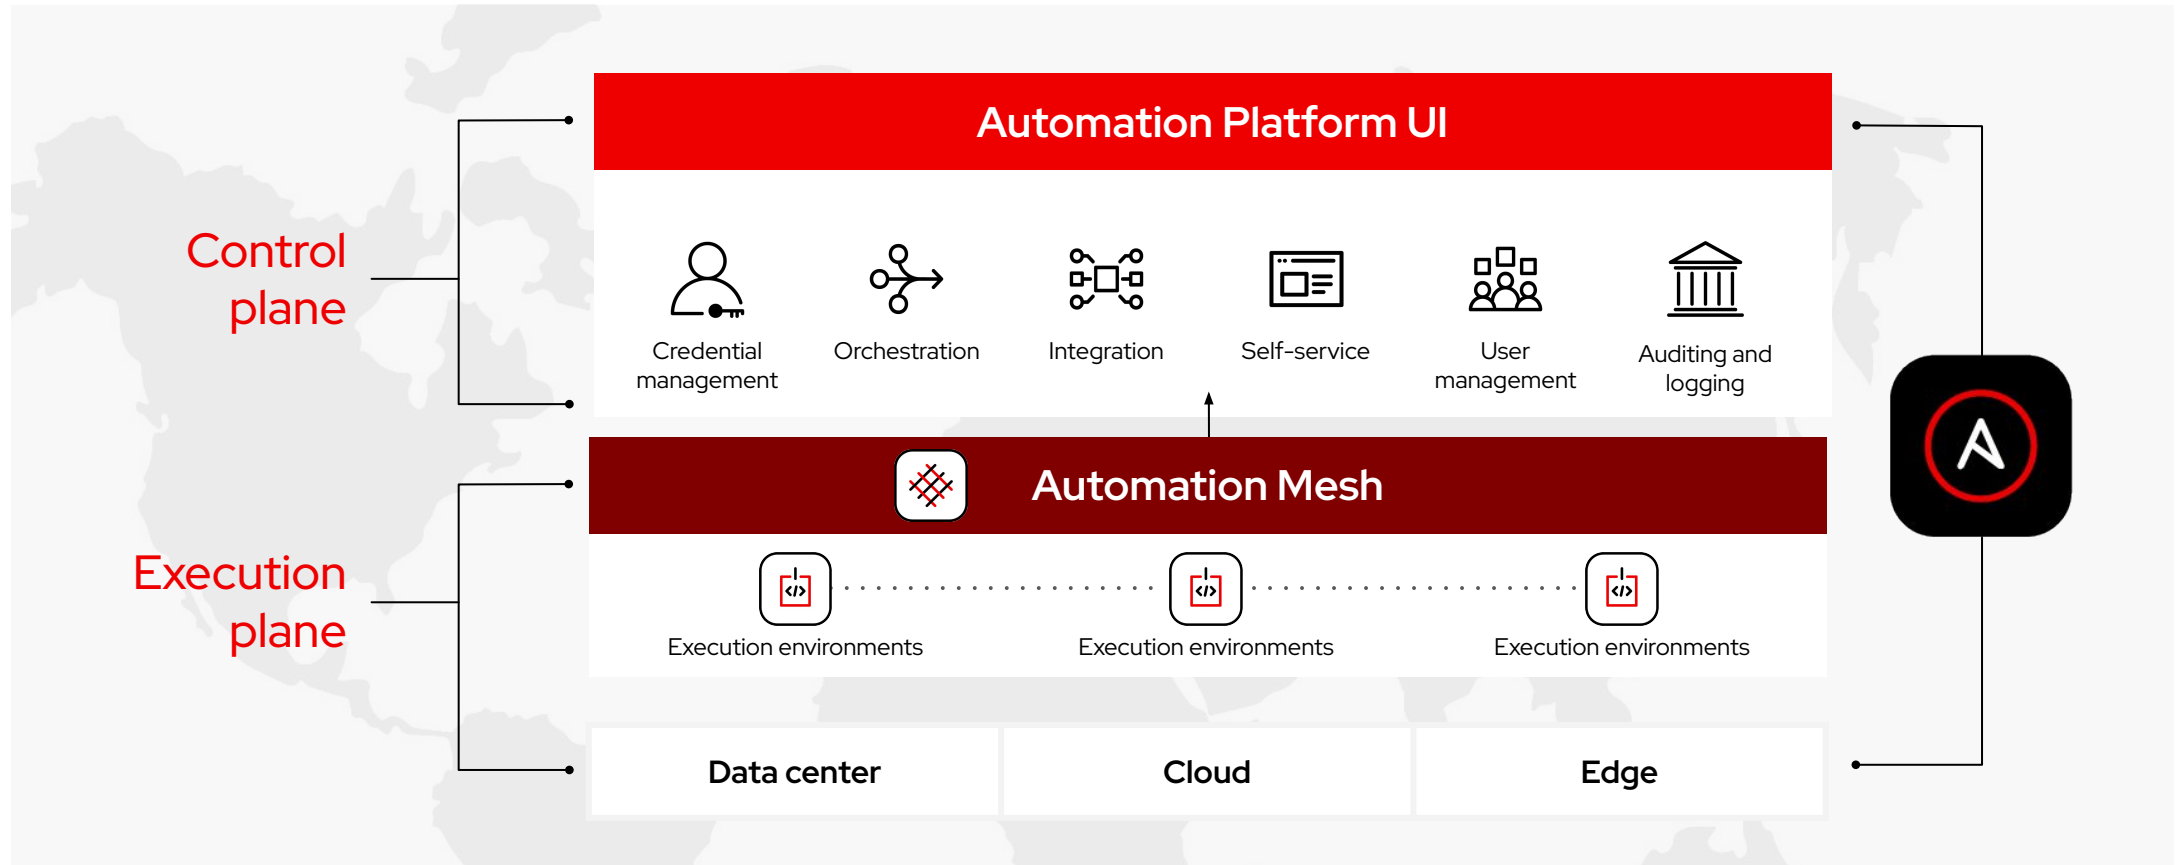 Automation Platform UI
Control
plane
Credential
management
Orchestration
Integration
Self-service
User
management
Auditing and
logging
Automation Mesh
Execution
plane
Execution environments
Execution environments
Execution environments
Data center
Cloud
Edge